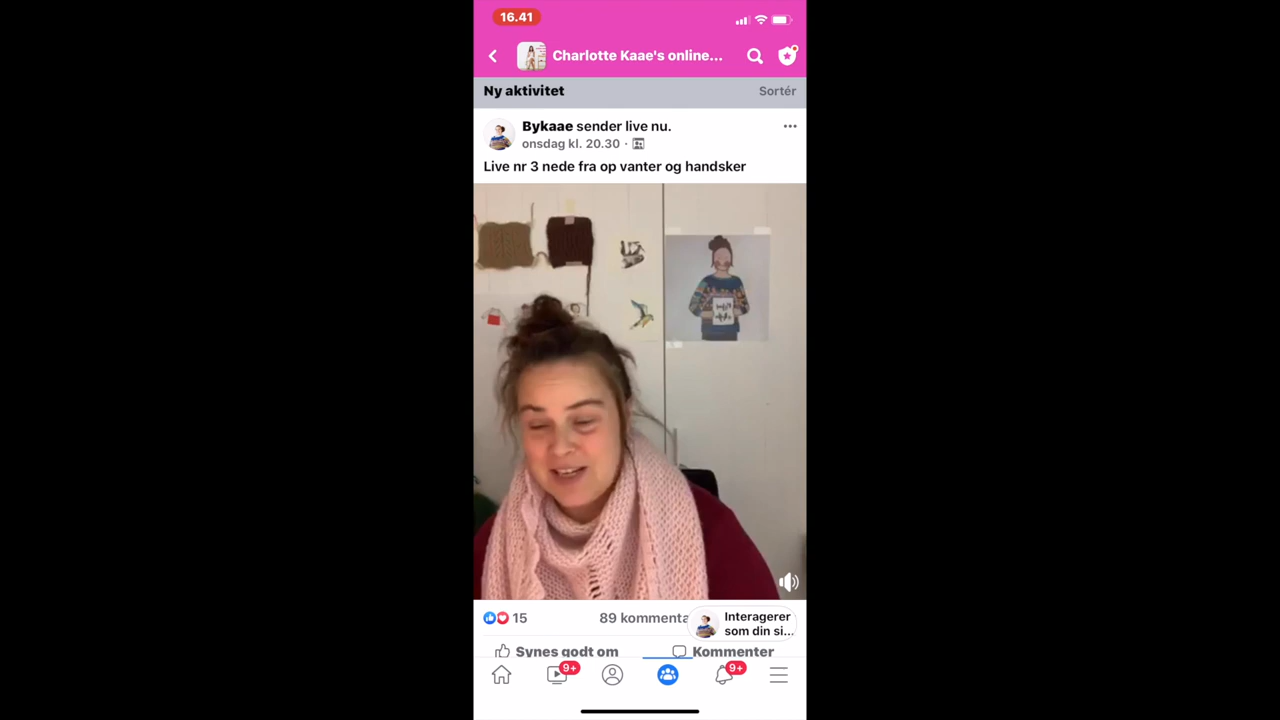 16.41
Charlotte Kaae's online...
Ny aktivitet
Sortér
Bykaae sender live nu.
onsdag kl. 20.30 ·
Live nr 3 nede fra op vanter og handsker
15
89 kommenta
Interagerer
som din si...
Synes godt om
Kommenter
9+
9+